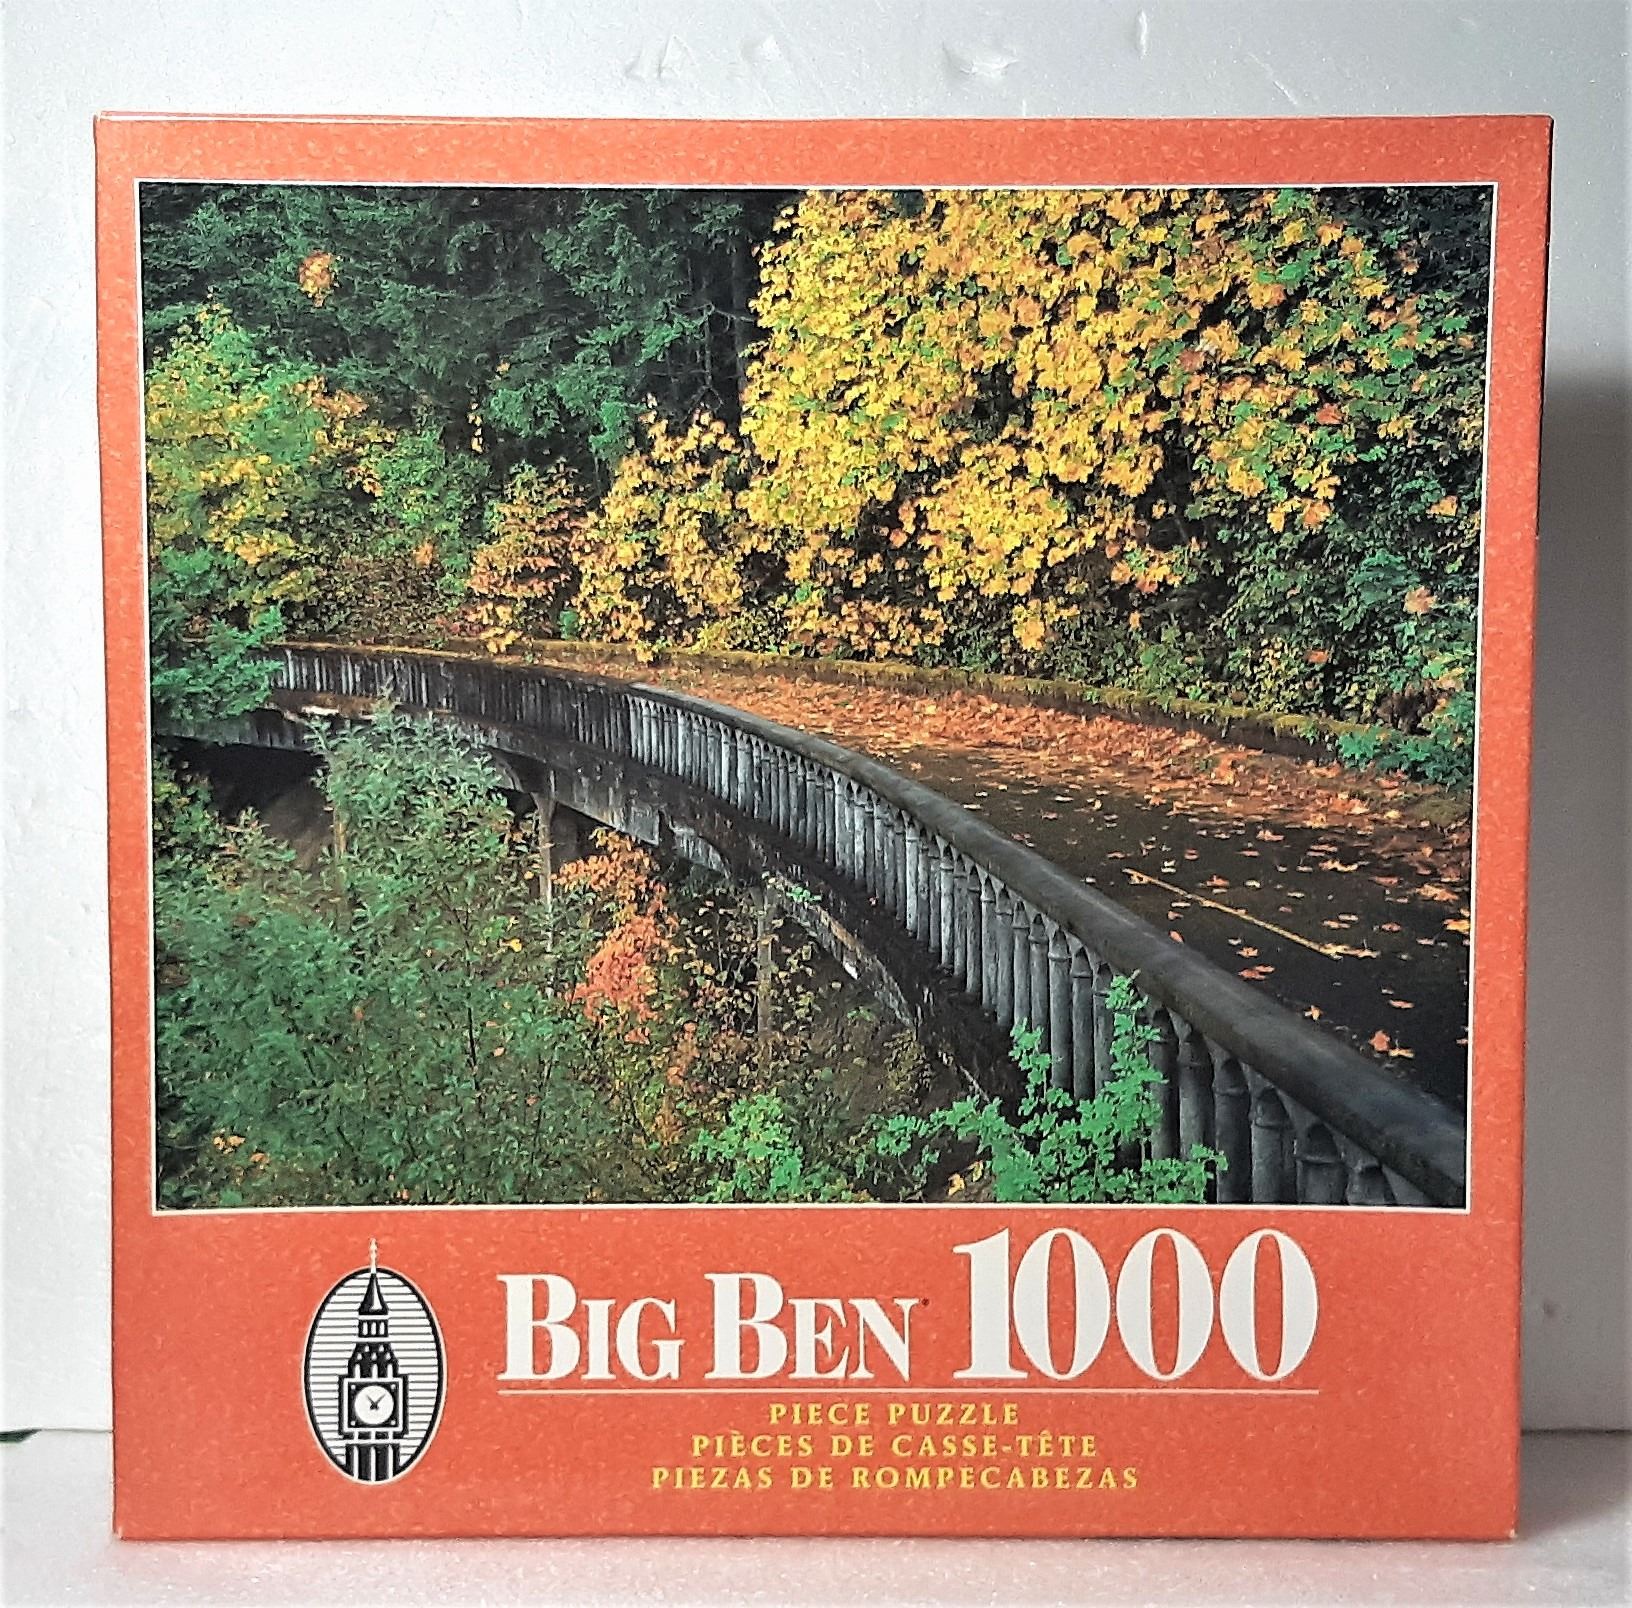 BIG BEN® 1000
PIECE PUZZLE
PIÈCES DE CASSE-TÊTE
PIEZAS DE ROMPECABEZAS